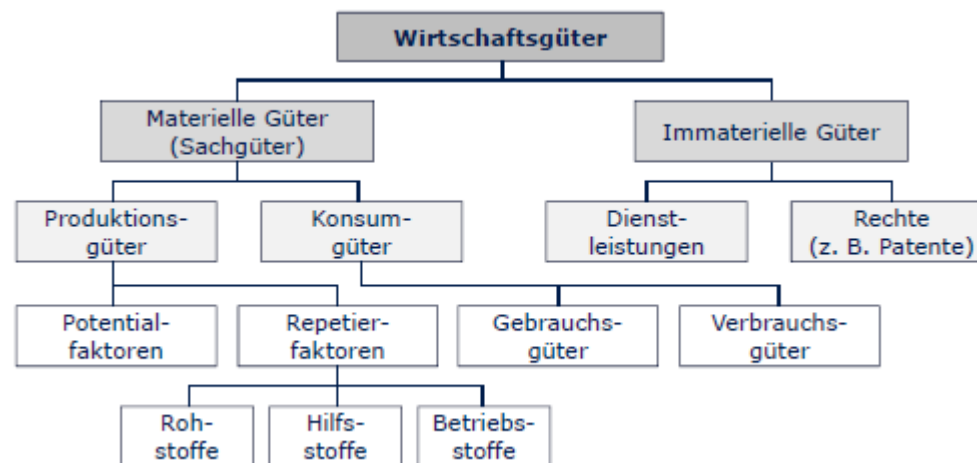 Wirtschaftsgüter
Materielle Güter
(Sachgüter)
Immaterielle Güter
Produktions-
güter
Konsum-
güter
Dienst-
leistungen
Rechte
(z. B. Patente)
Potential-
faktoren
Repetier-
faktoren
Gebrauchs-
güter
Verbrauchs-
güter
Roh-
stoffe
Hilfs-
stoffe
Betriebs-
stoffe